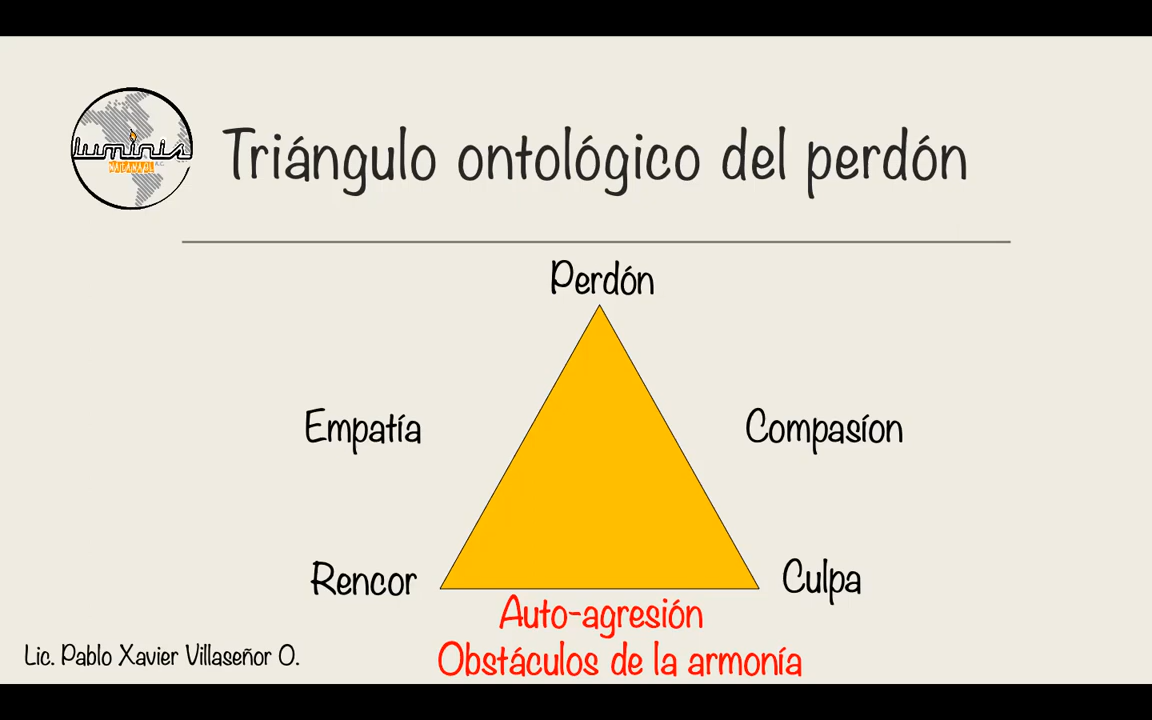 luminis
A.C.
Triángulo ontológico del perdón
Perdón
Empatía
Compasíon
Rencor
Culpa
Auto-agresión
Obstáculos de la armonía
Lic. Pablo Xavier Villaseñor O.